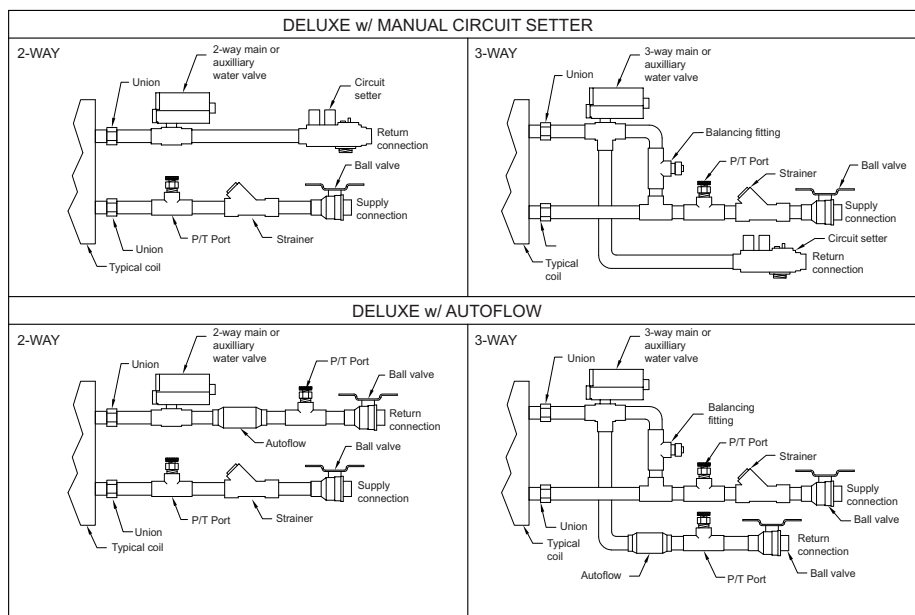 DELUXE w/ MANUAL CIRCUIT SETTER
2-WAY
2-way main or
auxilliary
water valve
Union
Circuit
setter
Return
connection
Ball valve
P/T Port
Supply
connection
Union
P/T Port
Strainer
Typical coil
3-WAY
3-way main or
auxilliary
water valve
Union
Balancing fitting
P/T Port
Strainer
Ball valve
Supply
connection
Circuit setter
Typical
coil
Return
connection
DELUXE w/ AUTOFLOW
2-WAY
2-way main or
auxilliary
water valve
P/T Port
Union
Ball valve
Return
connection
Autoflow
Ball valve
Supply
connection
P/T Port
Strainer
Union
Typical coil
3-WAY
3-way main or
auxilliary
water valve
Union
Balancing
fitting
P/T Port
Strainer
Supply
connection
Ball valve
Union
Typical
coil
Return
connection
Autoflow
P/T Port
Ball valve